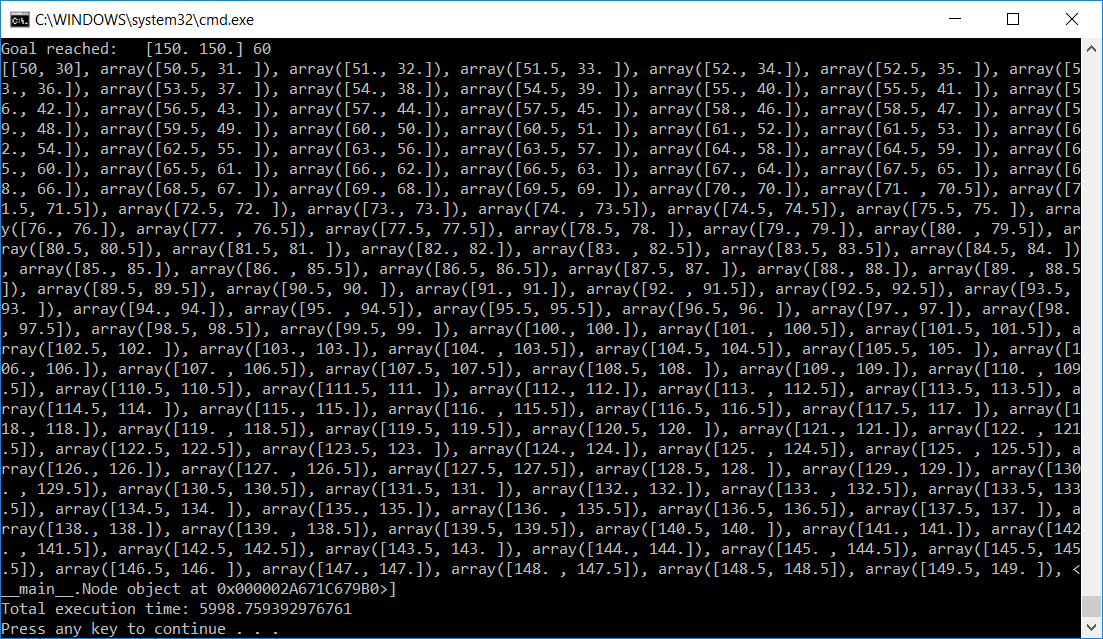 C:\WINDOWS\system32\cmd.exe
Goal reached:   [150. 150.] 60
[[50, 30], array([50.5, 31. ]), array([51., 32.]), array([51.5, 33. ]), array([52., 34.]), array([52.5, 35. ]), array([5
3., 36.]), array([53.5, 37. ]), array([54., 38.]), array([54.5, 39. ]), array([55., 40.]), array([55.5, 41. ]), array([5
6., 42.]), array([56.5, 43. ]), array([57., 44.]), array([57.5, 45. ]), array([58., 46.]), array([58.5, 47. ]), array([5
9., 48.]), array([59.5, 49. ]), array([60., 50.]), array([60.5, 51. ]), array([61., 52.]), array([61.5, 53. ]), array([6
2., 54.]), array([62.5, 55. ]), array([63., 56.]), array([63.5, 57. ]), array([64., 58.]), array([64.5, 59. ]), array([6
5., 60.]), array([65.5, 61. ]), array([66., 62.]), array([66.5, 63. ]), array([67., 64.]), array([67.5, 65. ]), array([6
8., 66.]), array([68.5, 67. ]), array([69., 68.]), array([69.5, 69. ]), array([70., 70.]), array([71. , 70.5]), array([7
1.5, 71.5]), array([72.5, 72. ]), array([73., 73.]), array([74. , 73.5]), array([74.5, 74.5]), array([75.5, 75. ]), arra
y([76., 76.]), array([77. , 76.5]), array([77.5, 77.5]), array([78.5, 78. ]), array([79., 79.]), array([80. , 79.5]), ar
ray([80.5, 80.5]), array([81.5, 81. ]), array([82., 82.]), array([83. , 82.5]), array([83.5, 83.5]), array([84.5, 84. ])
, array([85., 85.]), array([86. , 85.5]), array([86.5, 86.5]), array([87.5, 87. ]), array([88., 88.]), array([89. , 88.5
]), array([89.5, 89.5]), array([90.5, 90. ]), array([91., 91.]), array([92. , 91.5]), array([92.5, 92.5]), array([93.5,
93. ]), array([94., 94.]), array([95. , 94.5]), array([95.5, 95.5]), array([96.5, 96. ]), array([97., 97.]), array([98.
, 97.5]), array([98.5, 98.5]), array([99.5, 99. ]), array([100., 100.]), array([101. , 100.5]), array([101.5, 101.5]), a
rray([102.5, 102. ]), array([103., 103.]), array([104. , 103.5]), array([104.5, 104.5]), array([105.5, 105. ]), array([1
06., 106.]), array([107. , 106.5]), array([107.5, 107.5]), array([108.5, 108. ]), array([109., 109.]), array([110. , 109
.5]), array([110.5, 110.5]), array([111.5, 111. ]), array([112., 112.]), array([113. , 112.5]), array([113.5, 113.5]), a
rray([114.5, 114. ]), array([115., 115.]), array([116. , 115.5]), array([116.5, 116.5]), array([117.5, 117. ]), array([1
18., 118.]), array([119. , 118.5]), array([119.5, 119.5]), array([120.5, 120. ]), array([121., 121.]), array([122. , 121
.5]), array([122.5, 122.5]), array([123.5, 123. ]), array([124., 124.]), array([125. , 124.5]), array([125. , 125.5]), a
rray([126., 126.]), array([127. , 126.5]), array([127.5, 127.5]), array([128.5, 128. ]), array([129., 129.]), array([130
. , 129.5]), array([130.5, 130.5]), array([131.5, 131. ]), array([132., 132.]), array([133. , 132.5]), array([133.5, 133
.5]), array([134.5, 134. ]), array([135., 135.]), array([136. , 135.5]), array([136.5, 136.5]), array([137.5, 137. ]), a
rray([138., 138.]), array([139. , 138.5]), array([139.5, 139.5]), array([140.5, 140. ]), array([141., 141.]), array([142
. , 141.5]), array([142.5, 142.5]), array([143.5, 143. ]), array([144., 144.]), array([145. , 144.5]), array([145.5, 145
.5]), array([146.5, 146. ]), array([147., 147.]), array([148. , 147.5]), array([148.5, 148.5]), array([149.5, 149. ]), <
__main__.Node object at 0x000002A671C679B0>]
Total execution time: 5998.759392976761
Press any key to continue . . .